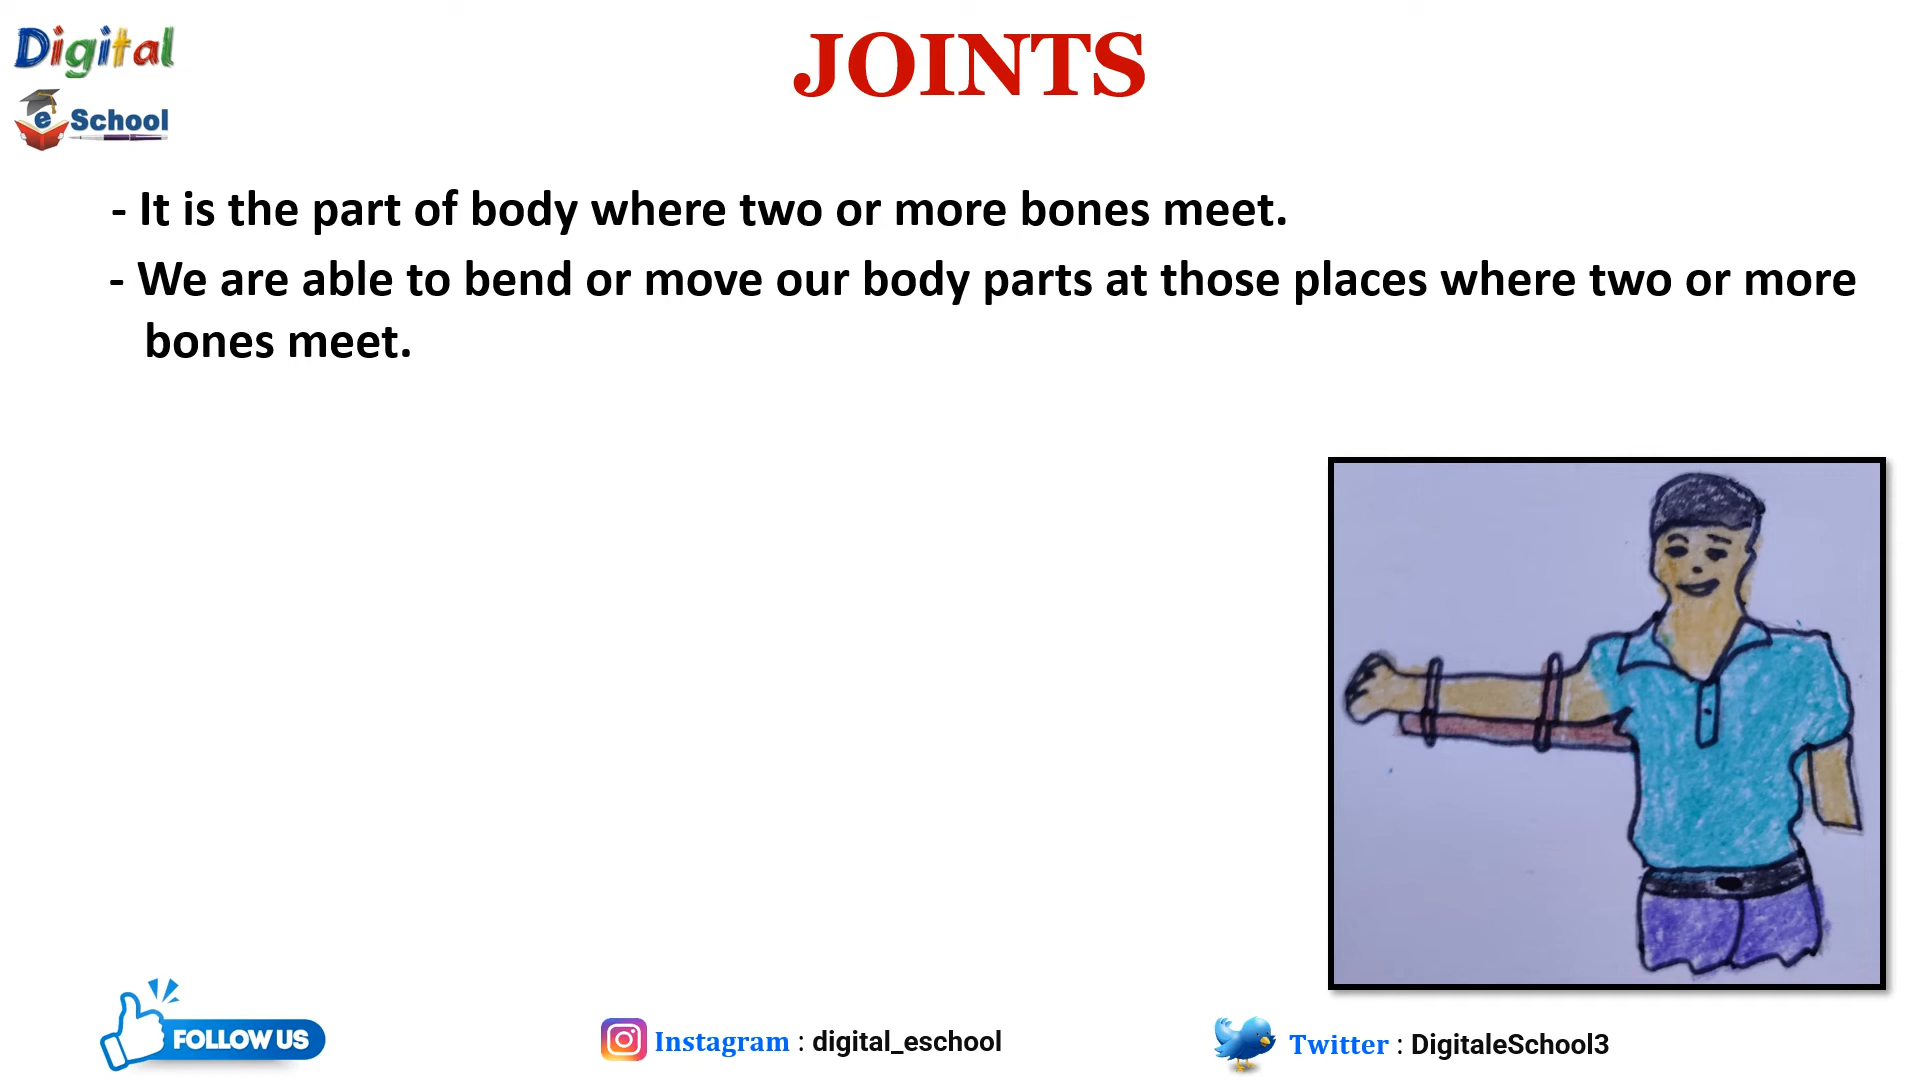 Digital
e School
JOINTS
- It is the part of body where two or more bones meet.
- We are able to bend or move our body parts at those places where two or more
bones meet.
FOLLOW US
Instagram : digital_eschool
Twitter : DigitaleSchool3